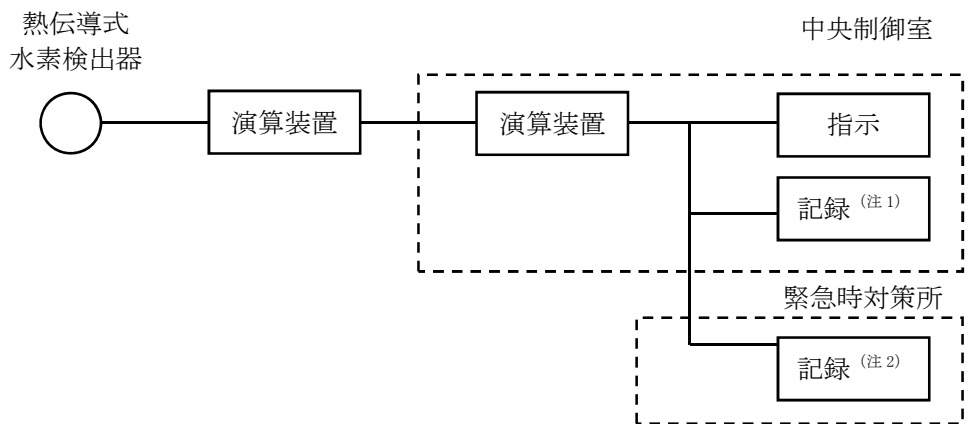 熱伝導式
水素検出器
中央制御室
演算装置
演算装置
指示
記録(注1)
緊急時対策所
記録(注2)